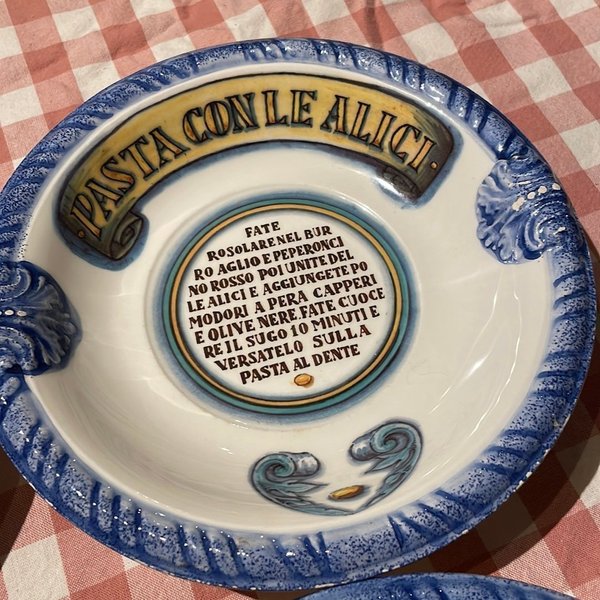 ·PASTA CON LE ALICI·
FATE
ROSOLARE NEL BUR
RO AGLIO E PEPERONCI
NO ROSSO POI UNITE DEL
LE ALICI E AGGIUNGETE PO
MODORI A PERA CAPPERI
E OLIVE NERE. FATE CUOCE
RE IL SUGO 10 MINUTI E
VERSATELO SULLA
PASTA AL DENTE